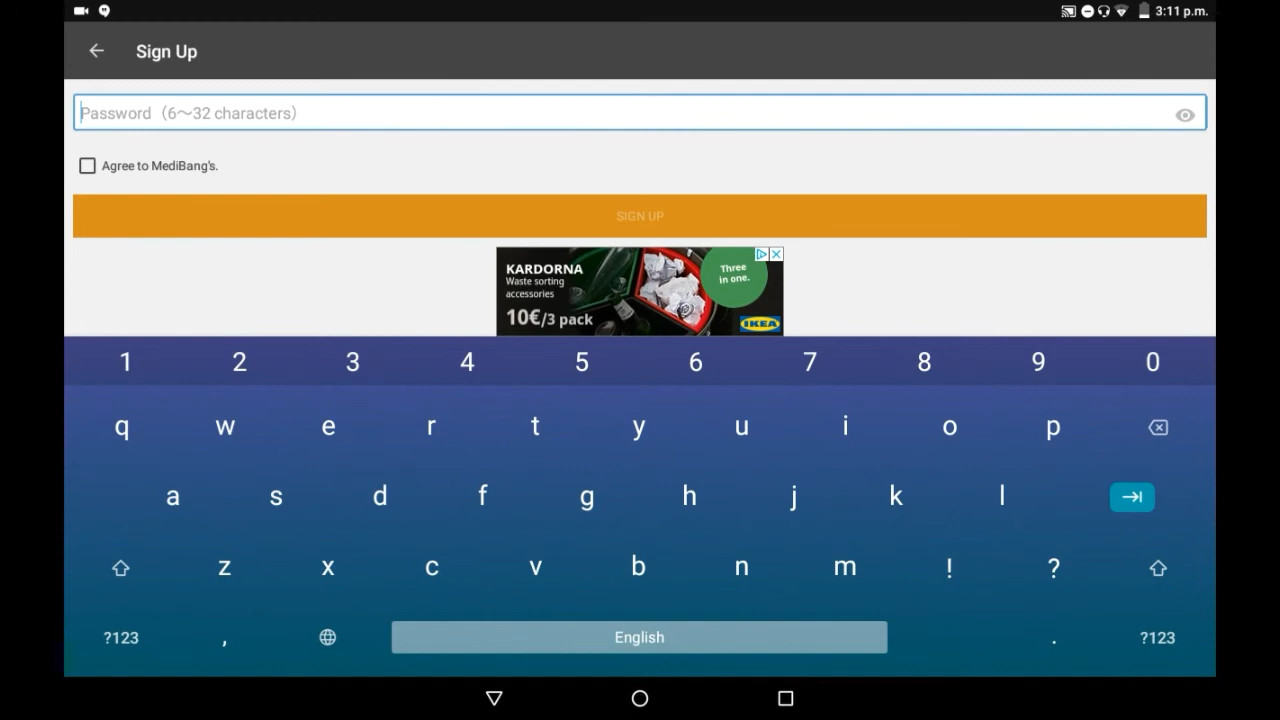 3:11 p.m.
Sign Up
Password（6～32 characters）
Agree to MediBang's.
SIGN UP
KARDORNA
Waste sorting
accessories
10€/3 pack
Three
in one.
IKEA
1 2 3 4 5 6 7 8 9 0
q w e r t y u i o p
a s d f g h j k l
z x c v b n m ! ?
?123 , English . ?123